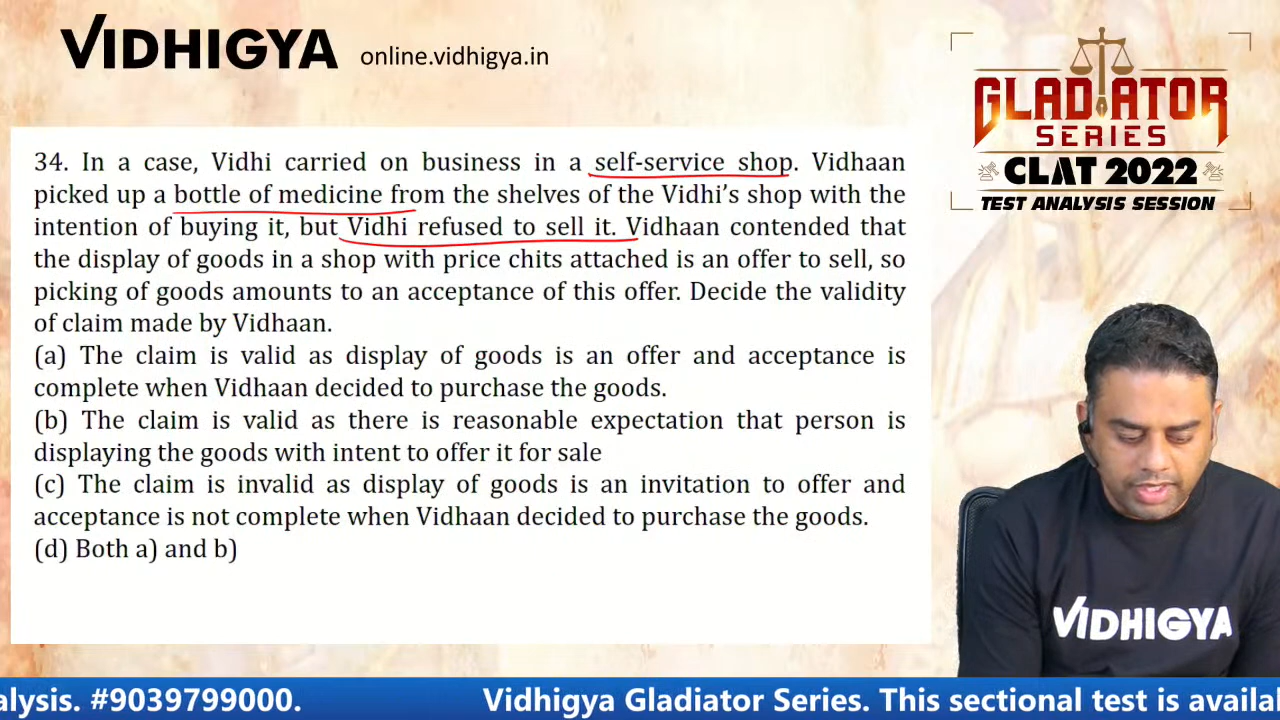 VIDHIGYA online.vidhigya.in
GLADIATOR
SERIES
CLAT 2022
TEST ANALYSIS SESSION
34. In a case, Vidhi carried on business in a self-service shop. Vidhaan
picked up a bottle of medicine from the shelves of the Vidhi's shop with the
intention of buying it, but Vidhi refused to sell it. Vidhaan contended that
the display of goods in a shop with price chits attached is an offer to sell, so
picking of goods amounts to an acceptance of this offer. Decide the validity
of claim made by Vidhaan.
(a) The claim is valid as display of goods is an offer and acceptance is
complete when Vidhaan decided to purchase the goods.
(b) The claim is valid as there is reasonable expectation that person is
displaying the goods with intent to offer it for sale
(c) The claim is invalid as display of goods is an invitation to offer and
acceptance is not complete when Vidhaan decided to purchase the goods.
(d) Both a) and b)
VIDHIGYA
alysis. #9039799000. Vidhigya Gladiator Series. This sectional test is availa